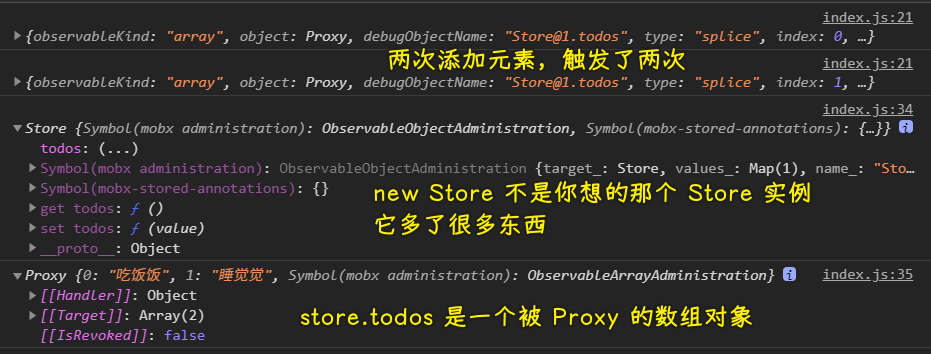 index.js:21
▶{observableKind: "array", object: Proxy, debugObjectName: "Store@1.todos", type: "splice", index: 0, …}
两次添加元素，触发了两次
index.js:21
▶{observableKind: "array", object: Proxy, debugObjectName: "Store@1.todos", type: "splice", index: 1, …}
index.js:34
▼Store {Symbol(mobx administration): ObservableObjectAdministration, Symbol(mobx-stored-annotations): {…}} i
todos: (...)
▶Symbol(mobx administration): ObservableObjectAdministration {target_: Store, values_: Map(1), name_: "Sto…
▶Symbol(mobx-stored-annotations): {}
new Store 不是你想的那个 Store 实例
▶get todos: ƒ ()
它多了很多东西
▶set todos: ƒ (value)
▶__proto__: Object
▼Proxy {0: "吃饭饭", 1: "睡觉觉", Symbol(mobx administration): ObservableArrayAdministration} i index.js:35
▶[[Handler]]: Object
▶[[Target]]: Array(2)
store.todos 是一个被 Proxy 的数组对象
[[IsRevoked]]: false